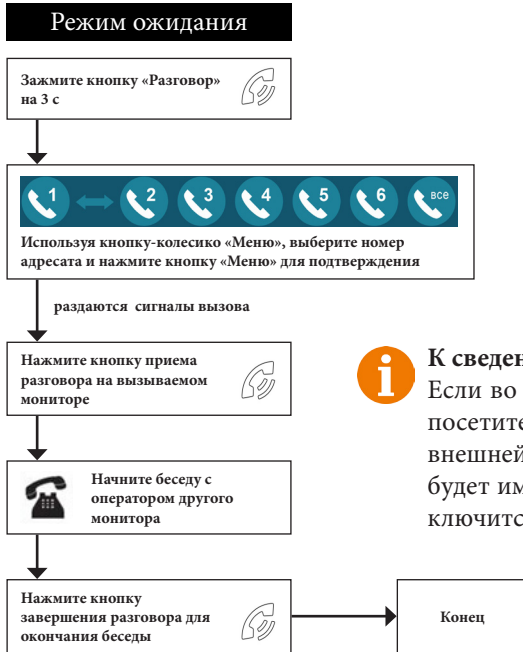 Режим ожидания
Зажмите кнопку «Разговор»
на 3 с
1 2 3 4 5 6 все
Используя кнопку-колесико «Меню», выберите номер
адресата и нажмите кнопку «Меню» для подтверждения
раздаются сигналы вызова
Нажмите кнопку приема
разговора на вызываемом
мониторе
К сведен
Если во
посетите
внешней
будет им
ключитс
Начните беседу с
оператором другого
монитора
Нажмите кнопку
завершения разговора для
окончания беседы
Конец